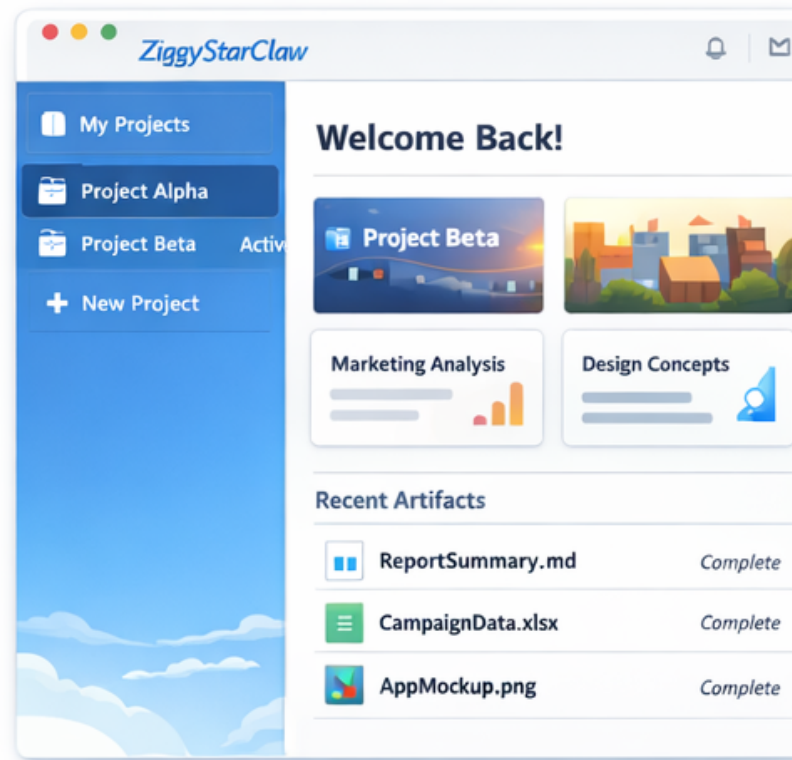 ZiggyStarClaw
My Projects
Project Alpha
Project Beta Activ
New Project
Welcome Back!
Project Beta
Marketing Analysis
Design Concepts
Recent Artifacts
ReportSummary.md Complete
CampaignData.xlsx Complete
AppMockup.png Complete